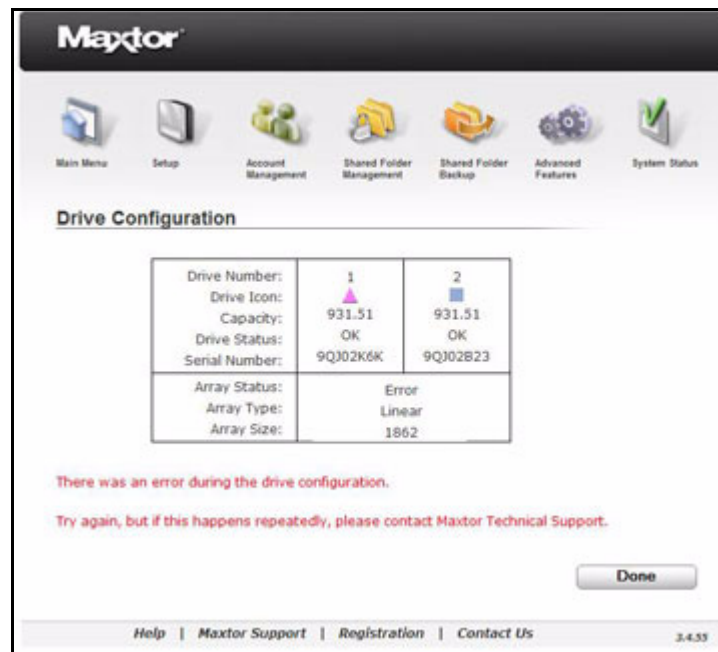 Maxtor
Main Menu
Setup
Account Management
Shared Folder Management
Shared Folder Backup
Advanced Features
System Status
Drive Configuration
Drive Number: 1 2
Drive Icon:
Capacity: 931.51 931.51
Drive Status: OK OK
Serial Number: 9QJ02K6K 9QJ02B23
Array Status: Error
Array Type: Linear
Array Size: 1862
There was an error during the drive configuration.
Try again, but if this happens repeatedly, please contact Maxtor Technical Support.
Done
Help | Maxtor Support | Registration | Contact Us
3.4.55